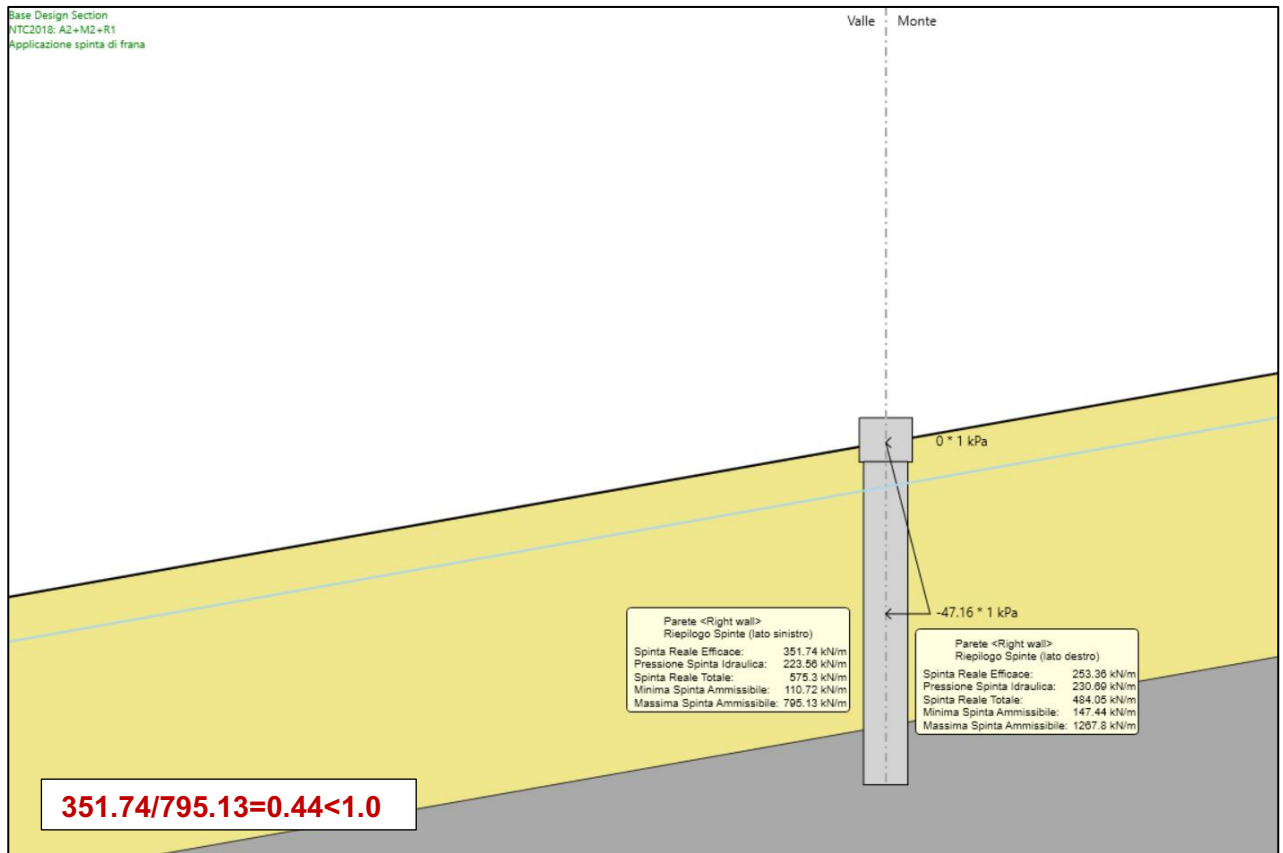 Base Design Section
NTC2018: A2+M2+R1
Applicazione spinta di frana
Valle
Monte
0 * 1 kPa
-47.16 * 1 kPa
Parete <Right wall>
Riepilogo Spinte (lato sinistro)
Spinta Reale Efficace: 351.74 kN/m
Pressione Spinta Idraulica: 223.56 kN/m
Spinta Reale Totale: 575.3 kN/m
Minima Spinta Ammissibile: 110.72 kN/m
Massima Spinta Ammissibile: 795.13 kN/m
Parete <Right wall>
Riepilogo Spinte (lato destro)
Spinta Reale Efficace: 253.36 kN/m
Pressione Spinta Idraulica: 230.69 kN/m
Spinta Reale Totale: 484.05 kN/m
Minima Spinta Ammissibile: 147.44 kN/m
Massima Spinta Ammissibile: 1267.8 kN/m
351.74/795.13=0.44<1.0